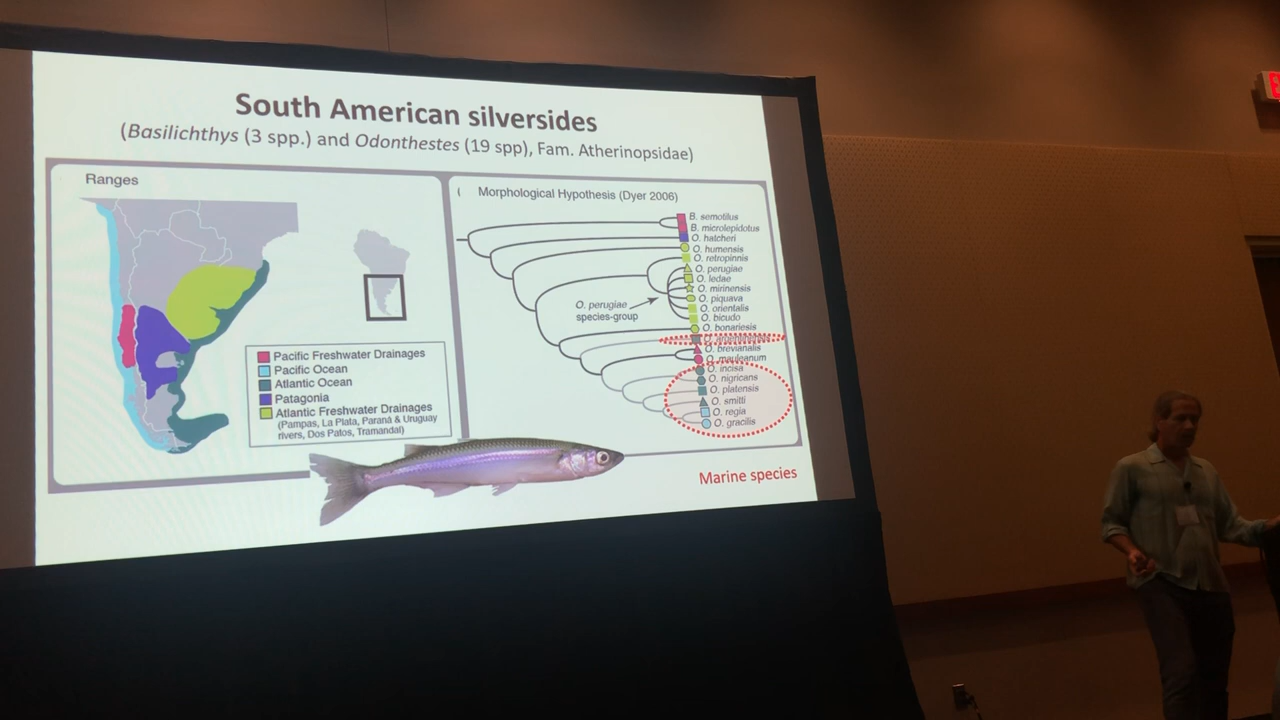 South American silversides
(Basilichthys (3 spp.) and Odonthestes (19 spp), Fam. Atherinopsidae)
Ranges
Pacific Freshwater Drainages
Pacific Ocean
Atlantic Ocean
Patagonia
Atlantic Freshwater Drainages
(Pampas, La Plata, Paraná & Uruguay
rivers, Dos Patos, Tramandaí)
( Morphological Hypothesis (Dyer 2006)
B. semotilus
B. microlepidotus
O. hatcheri
O. humensis
O. retropinnis
O. perugiae
O. ledae
O. mirinensis
O. piquava
O. orientalis
O. bicudo
O. bonariensis
O.
O. brevianalis
O. mauleanum
O. incisa
O. nigricans
O. platensis
O. smitti
O. regia
O. gracilis
O. perugiae
species-group
Marine species